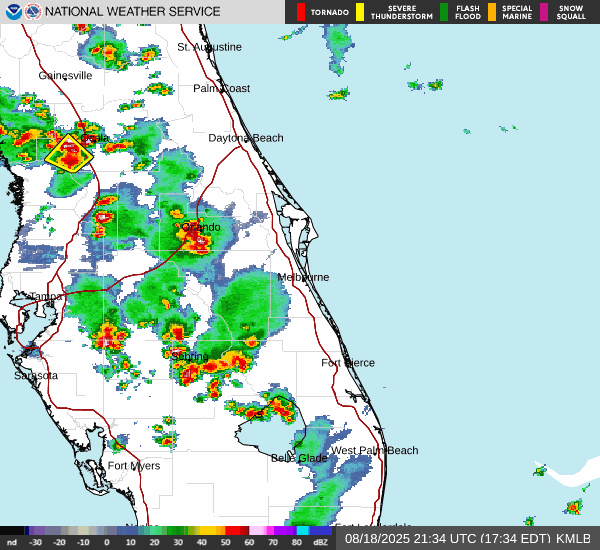 NATIONAL WEATHER SERVICE
TORNADO
SEVERE THUNDERSTORM
FLASH FLOOD
SPECIAL MARINE
SNOW SQUALL
St. Augustine
Gainesville
Palm Coast
Daytona Beach
Orlando
Melbourne
Tampa
Sebring
Fort Pierce
Sarasota
West Palm Beach
Belle Glade
Fort Myers
nd -30 -20 -10 0 10 20 30 40 50 60 70 80 dBZ
08/18/2025 21:34 UTC (17:34 EDT) KMLB